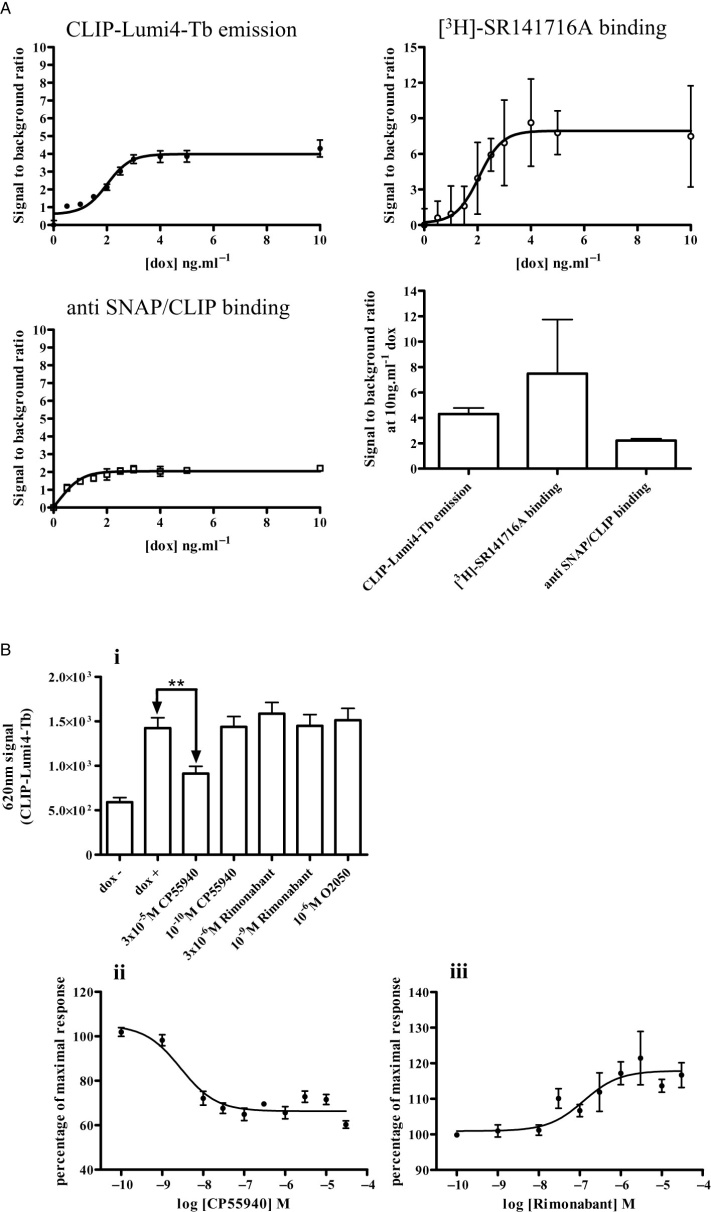 A
CLIP-Lumi4-Tb emission
Signal to background ratio
10
9
8
7
6
5
4
3
2
1
0
0 2 4 6 8 10
[dox] ng.ml⁻¹
[³H]-SR141716A binding
Signal to background ratio
15
12
9
6
3
0
0 2 4 6 8 10
[dox] ng.ml⁻¹
anti SNAP/CLIP binding
Signal to background ratio
10
9
8
7
6
5
4
3
2
1
0
0 2 4 6 8 10
[dox] ng.ml⁻¹
Signal to background ratio
at 10ng.ml⁻¹ dox
14
12
10
8
6
4
2
0
CLIP-Lumi4-Tb emission
[³H]-SR141716A binding
anti SNAP/CLIP binding
B
i
620nm signal
(CLIP-Lumi4-Tb)
2.0×10³
1.5×10³
1.0×10³
5.0×10²
0
**
dox -
dox +
3x10⁻⁵M CP55940
10⁻¹⁰M CP55940
3x10⁻⁶M Rimonabant
10⁻⁹M Rimonabant
10⁻⁶M O2050
ii
percentage of maximal response
120
100
80
60
40
–10 –9 –8 –7 –6 –5 –4
log [CP55940] M
iii
percentage of maximal response
140
130
120
110
100
90
–10 –9 –8 –7 –6 –5 –4
log [Rimonabant] M